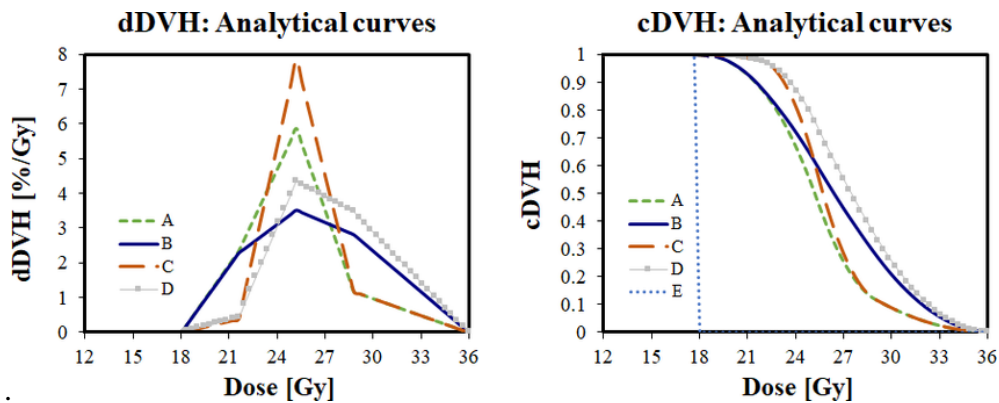 dDVH: Analytical curves
8
7
6
5
4
3
2
1
0
dDVH [%/Gy]
A
B
C
D
12 15 18 21 24 27 30 33 36
Dose [Gy]
cDVH: Analytical curves
1
0.9
0.8
0.7
0.6
0.5
0.4
0.3
0.2
0.1
0
cDVH
A
B
C
D
E
12 15 18 21 24 27 30 33 36
Dose [Gy]
.